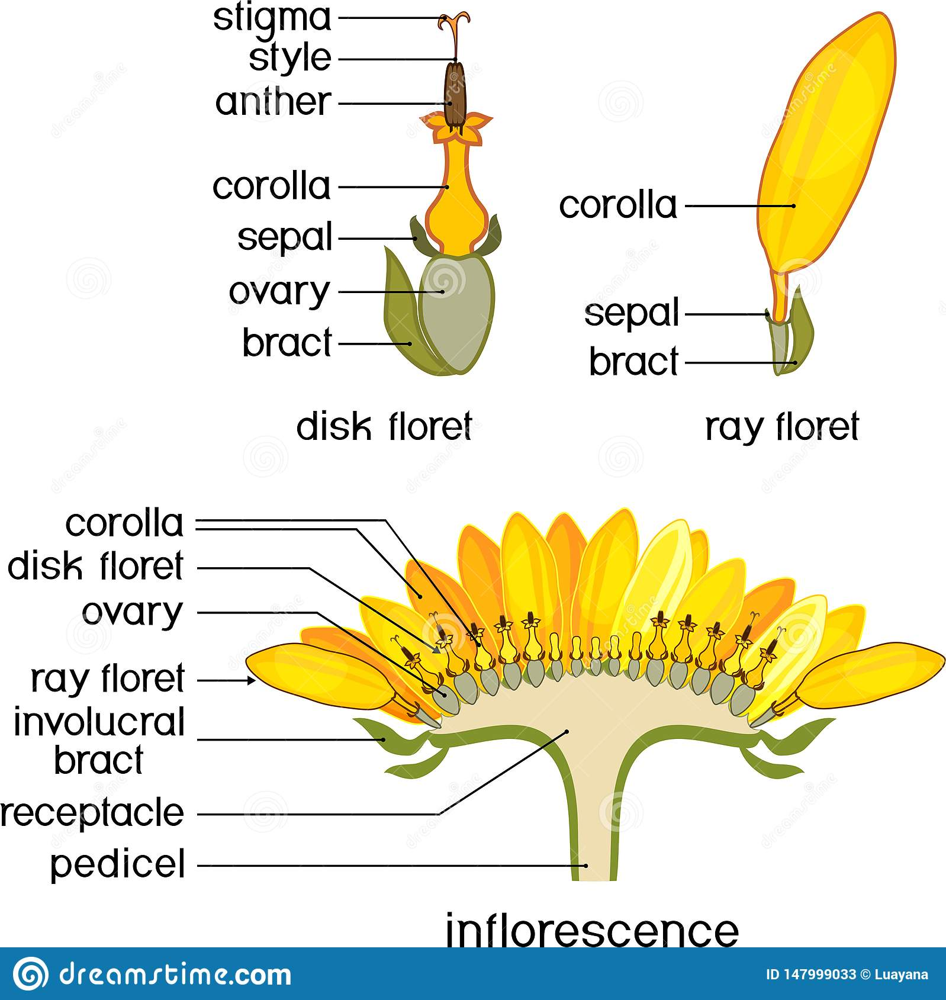 stigma
style
anther
corolla
sepal
ovary
bract
disk floret
corolla
sepal
bract
ray floret
corolla
disk floret
ovary
ray floret
involucral
bract
receptacle
pedicel
inflorescence
dreamstime.com
ID 147999033 © Luayana